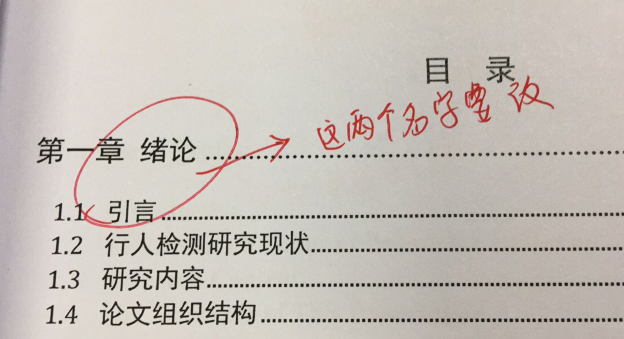 目 录
这两个名字要改
第一章 绪论........................................
1.1 引言........................................
1.2 行人检测研究现状........................................
1.3 研究内容........................................
1.4 论文组织结构........................................